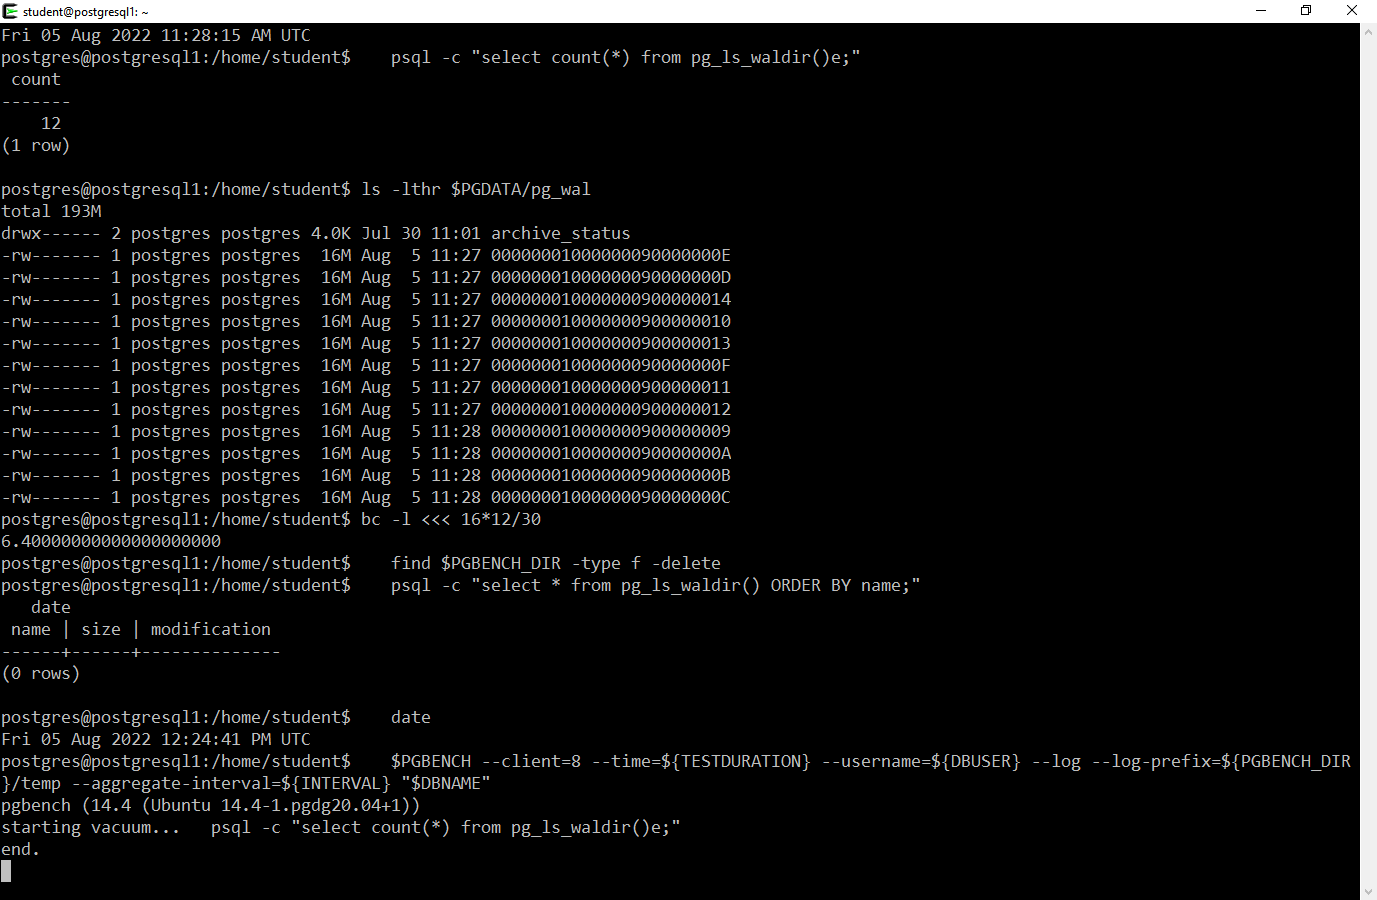 student@postgresql1: ~
Fri 05 Aug 2022 11:28:15 AM UTC
postgres@postgresql1:/home/student$    psql -c "select count(*) from pg_ls_waldir()e;"
 count
-------
    12
(1 row)

postgres@postgresql1:/home/student$ ls -lthr $PGDATA/pg_wal
total 193M
drwx------ 2 postgres postgres 4.0K Jul 30 11:01 archive_status
-rw------- 1 postgres postgres  16M Aug  5 11:27 00000001000000090000000E
-rw------- 1 postgres postgres  16M Aug  5 11:27 00000001000000090000000D
-rw------- 1 postgres postgres  16M Aug  5 11:27 000000010000000900000014
-rw------- 1 postgres postgres  16M Aug  5 11:27 000000010000000900000010
-rw------- 1 postgres postgres  16M Aug  5 11:27 000000010000000900000013
-rw------- 1 postgres postgres  16M Aug  5 11:27 00000001000000090000000F
-rw------- 1 postgres postgres  16M Aug  5 11:27 000000010000000900000011
-rw------- 1 postgres postgres  16M Aug  5 11:27 000000010000000900000012
-rw------- 1 postgres postgres  16M Aug  5 11:28 000000010000000900000009
-rw------- 1 postgres postgres  16M Aug  5 11:28 00000001000000090000000A
-rw------- 1 postgres postgres  16M Aug  5 11:28 00000001000000090000000B
-rw------- 1 postgres postgres  16M Aug  5 11:28 00000001000000090000000C
postgres@postgresql1:/home/student$ bc -l <<< 16*12/30
6.40000000000000000000
postgres@postgresql1:/home/student$    find $PGBENCH_DIR -type f -delete
postgres@postgresql1:/home/student$    psql -c "select * from pg_ls_waldir() ORDER BY name;"
   date
 name | size | modification
------+------+--------------
(0 rows)

postgres@postgresql1:/home/student$    date
Fri 05 Aug 2022 12:24:41 PM UTC
postgres@postgresql1:/home/student$    $PGBENCH --client=8 --time=${TESTDURATION} --username=${DBUSER} --log --log-prefix=${PGBENCH_DIR
}/temp --aggregate-interval=${INTERVAL} "$DBNAME"
pgbench (14.4 (Ubuntu 14.4-1.pgdg20.04+1))
starting vacuum...   psql -c "select count(*) from pg_ls_waldir()e;"
end.